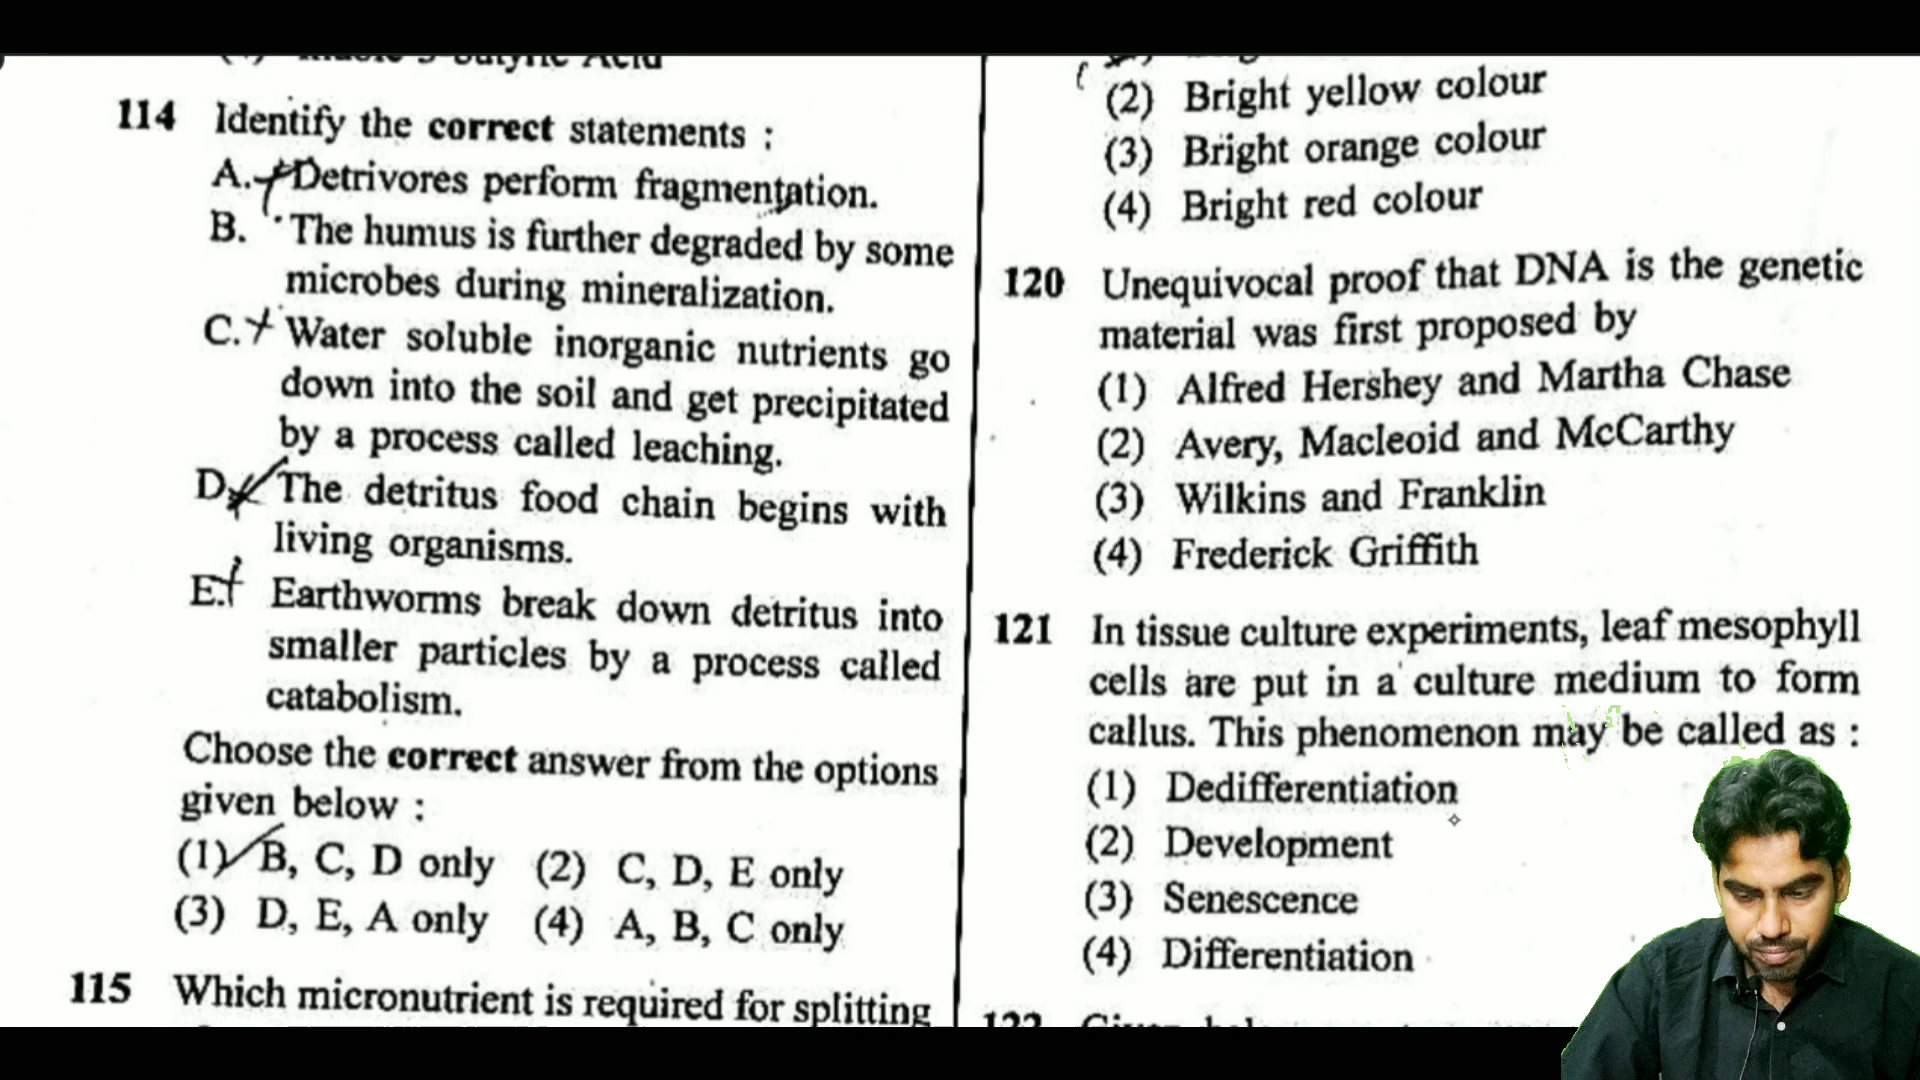 114 Identify the correct statements :
A. Detrivores perform fragmentation.
B. The humus is further degraded by some
microbes during mineralization.
C. Water soluble inorganic nutrients go
down into the soil and get precipitated
by a process called leaching.
D. The detritus food chain begins with
living organisms.
E. Earthworms break down detritus into
smaller particles by a process called
catabolism.
Choose the correct answer from the options
given below :
(1) B, C, D only (2) C, D, E only
(3) D, E, A only (4) A, B, C only
115 Which micronutrient is required for splitting
(2) Bright yellow colour
(3) Bright orange colour
(4) Bright red colour
120 Unequivocal proof that DNA is the genetic
material was first proposed by
(1) Alfred Hershey and Martha Chase
(2) Avery, Macleoid and McCarthy
(3) Wilkins and Franklin
(4) Frederick Griffith
121 In tissue culture experiments, leaf mesophyll
cells are put in a culture medium to form
callus. This phenomenon may be called as :
(1) Dedifferentiation
(2) Development
(3) Senescence
(4) Differentiation